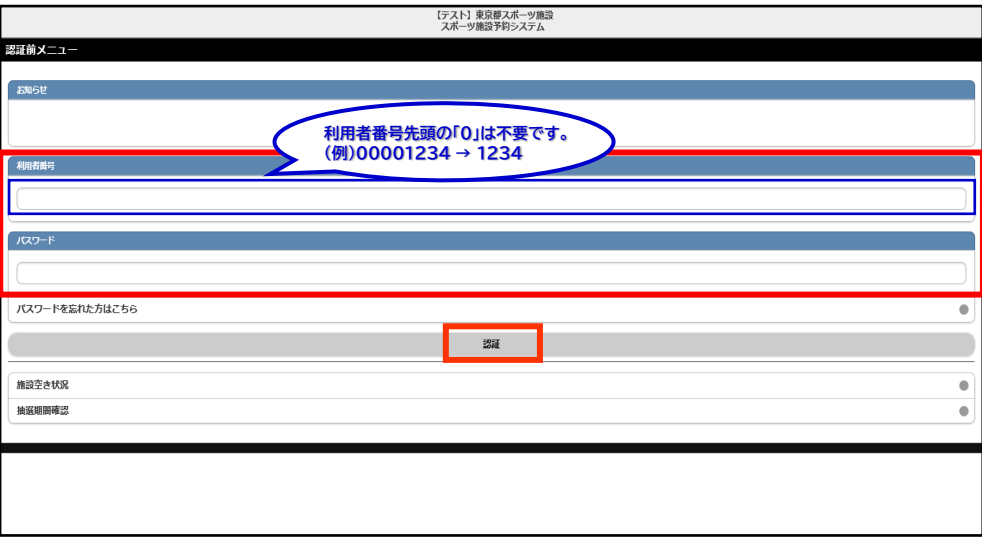 【テスト】東京都スポーツ施設
スポーツ施設予約システム
認証前メニュー
お知らせ
利用者番号先頭の「0」は不要です。
(例)00001234 → 1234
利用者番号
パスワード
パスワードを忘れた方はこちら
認証
施設空き状況
抽選期間確認